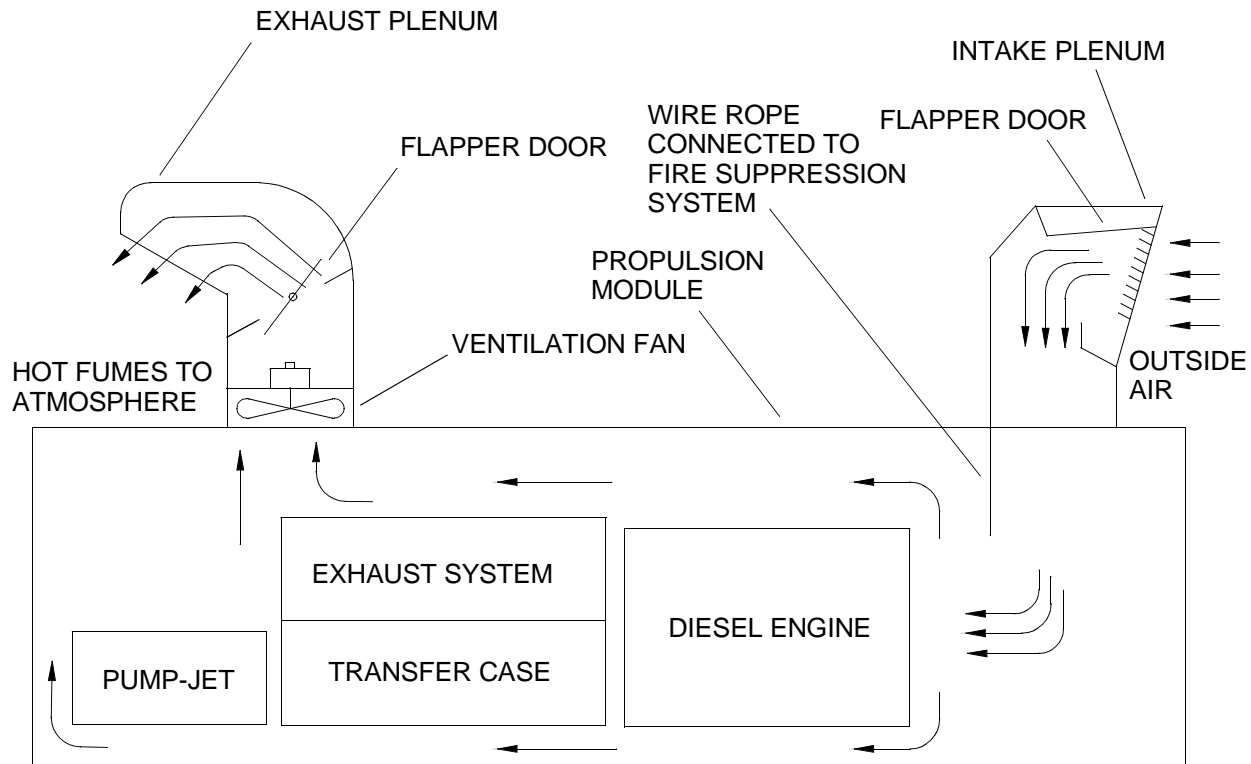 EXHAUST PLENUM
INTAKE PLENUM
WIRE ROPE
CONNECTED TO
FIRE SUPPRESSION
SYSTEM
FLAPPER DOOR
FLAPPER DOOR
PROPULSION
MODULE
VENTILATION FAN
HOT FUMES TO
ATMOSPHERE
OUTSIDE
AIR
EXHAUST SYSTEM
DIESEL ENGINE
TRANSFER CASE
PUMP-JET